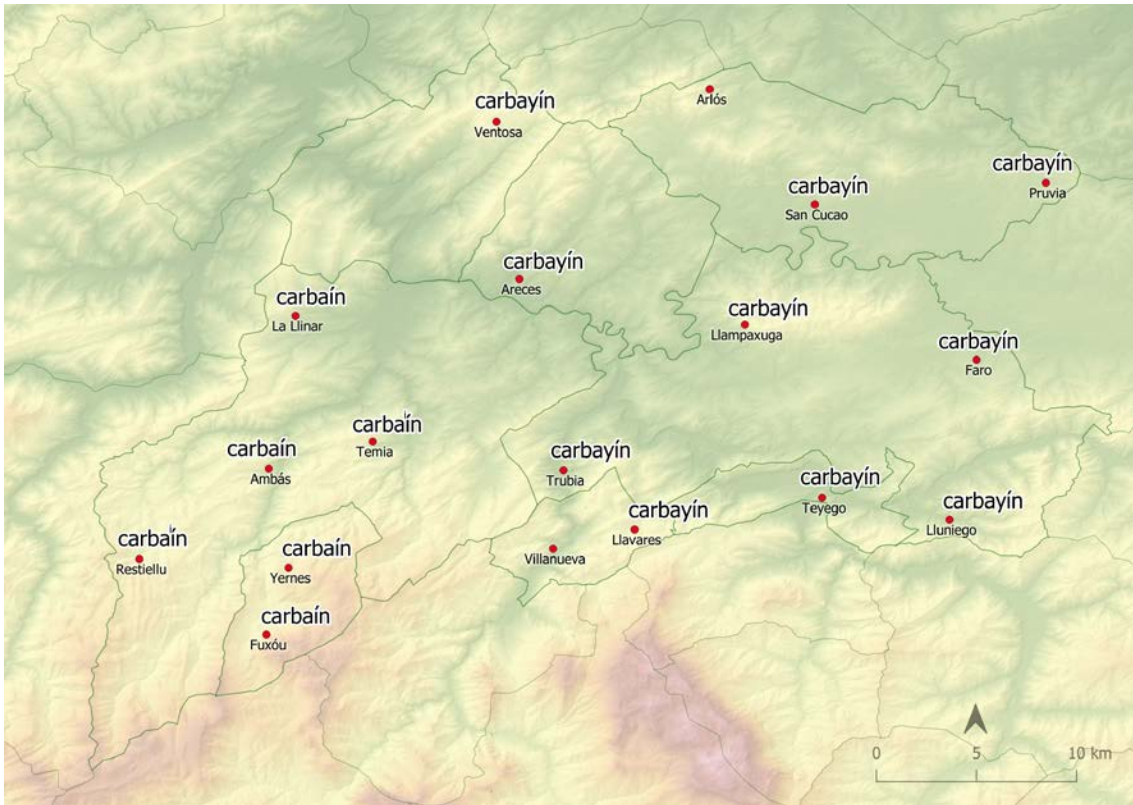 Arlós
carbayín
Ventosa
carbayín
Pruvia
carbayín
San Cucao
carbayín
Areces
carbaín
La Llinar
carbayín
Llampaxuga
carbayín
Faro
carbaín
Temia
carbaín
Ambás
carbayín
Trubia
carbayín
Teyego
carbayín
Lluniego
carbayín
Llavares
Villanueva
carbaín
Restiellu
carbaín
Yernes
carbaín
Fuxóu
0 5 10 km